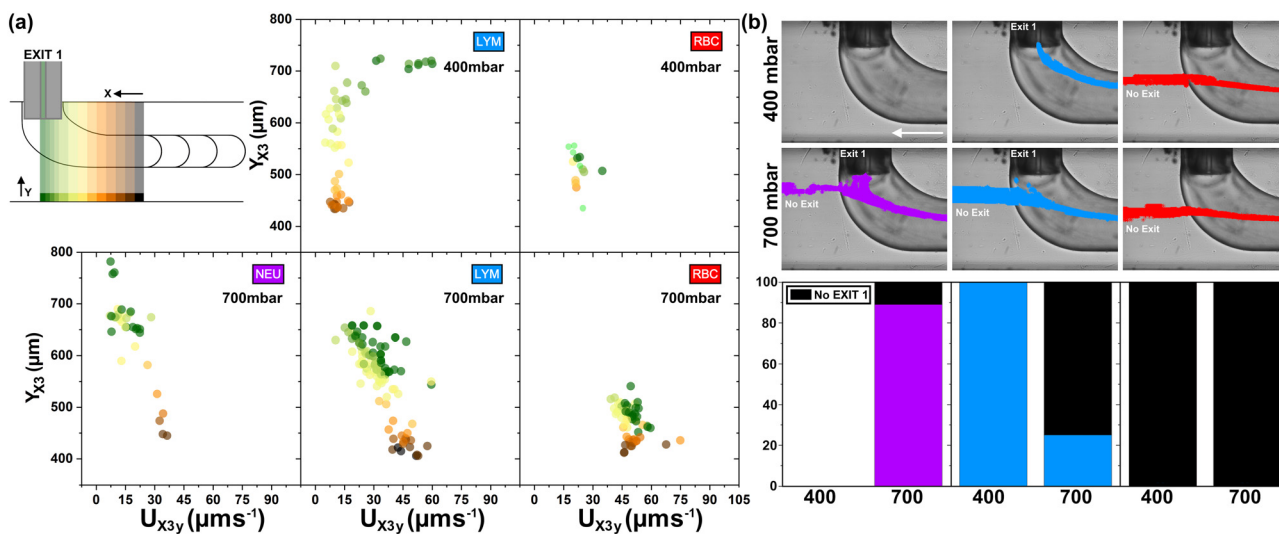 (a)
EXIT 1
X
Y
800
700
600
500
400
Y_X3 (µm)
LYM
400mbar
RBC
400mbar
800
700
600
500
400
Y_X3 (µm)
NEU
700mbar
LYM
700mbar
RBC
700mbar
0 15 30 45 60 75 90
0 15 30 45 60 75 90
0 15 30 45 60 75 90 105
U_X3y (µms⁻¹)
U_X3y (µms⁻¹)
U_X3y (µms⁻¹)
(b)
400 mbar
Exit 1
No Exit
700 mbar
Exit 1
No Exit
Exit 1
No Exit
No Exit
100
80
60
40
20
0
No EXIT 1
400 700 400 700 400 700